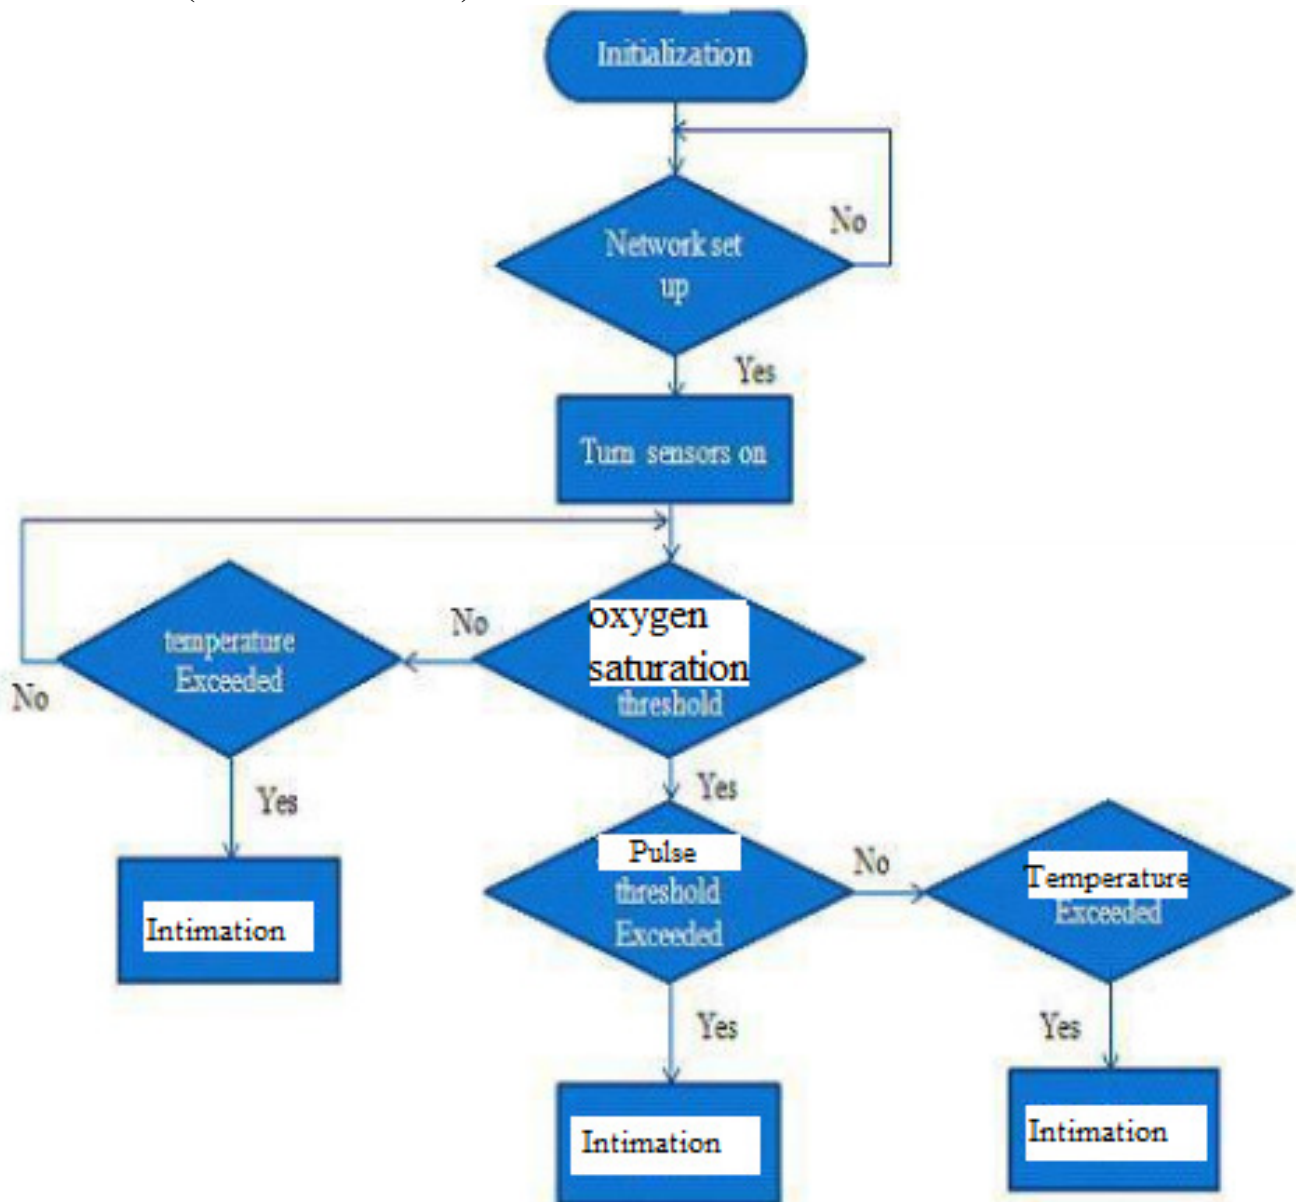 Initialization
No
Network set
up
Yes
Turn sensors on
temperature
Exceeded
No
No
oxygen
saturation
threshold
Yes
Yes
Intimation
Pulse
threshold
Exceeded
No
Temperature
Exceeded
Yes
Yes
Intimation
Intimation